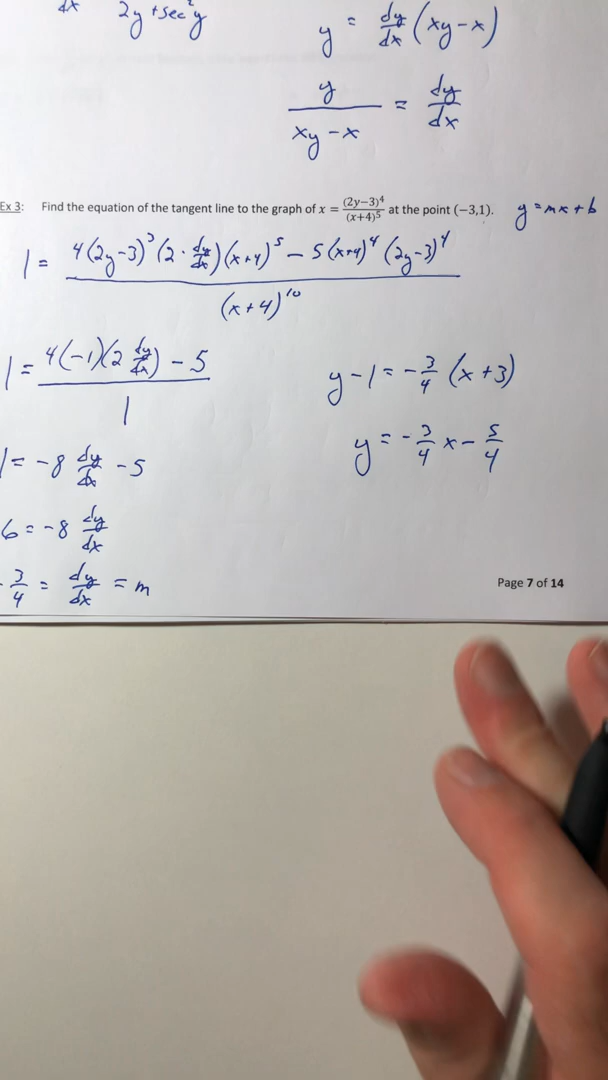 dx 2y + sec²y
y = dy/dx (xy - x)
y/(xy - x) = dy/dx
Ex 3: Find the equation of the tangent line to the graph of x = (2y−3)⁴/(x+4)⁵ at the point (−3,1). y = mx + b
1 = (4(2y-3)³(2 · dy/dx)(x+4)⁵ - 5(x+4)⁴(2y-3)⁴)/(x+4)¹⁰
1 = (4(-1)(2 dy/dx) - 5)/1
y - 1 = -3/4 (x + 3)
y = -3/4 x - 5/4
1 = -8 dy/dx - 5
6 = -8 dy/dx
-3/4 = dy/dx = m
Page 7 of 14